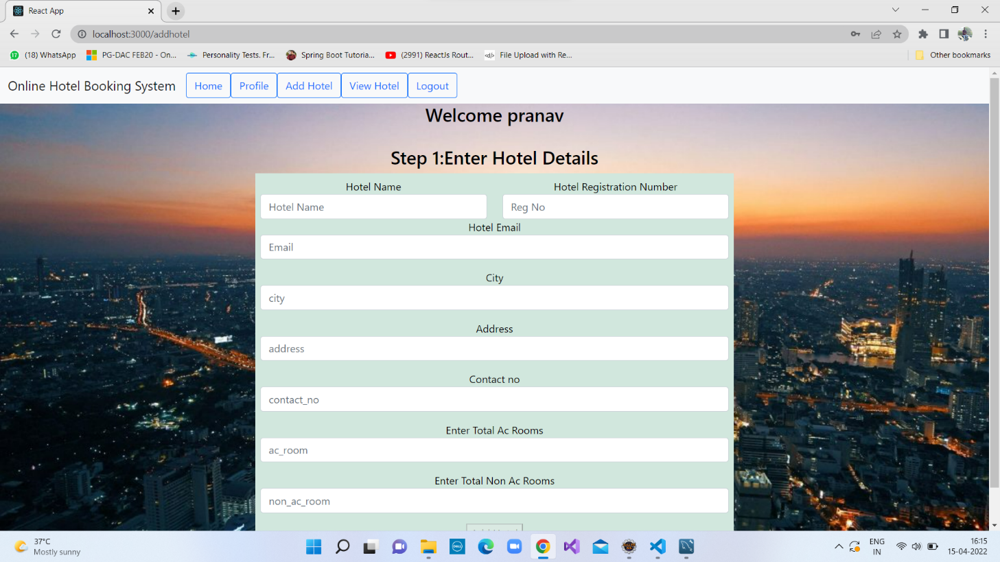 React App
localhost:3000/addhotel
(18) WhatsApp PG-DAC FEB20 - On... Personality Tests. Fr... Spring Boot Tutoria... (2991) ReactJs Rout... File Upload with Re... Other bookmarks
Online Hotel Booking System Home Profile Add Hotel View Hotel Logout
Welcome pranav
Step 1:Enter Hotel Details
Hotel Name Hotel Registration Number
Hotel Name Reg No
Hotel Email
Email
City
city
Address
address
Contact no
contact_no
Enter Total Ac Rooms
ac_room
Enter Total Non Ac Rooms
non_ac_room
37°C
Mostly sunny
DELL
ENG
IN
16:15
15-04-2022